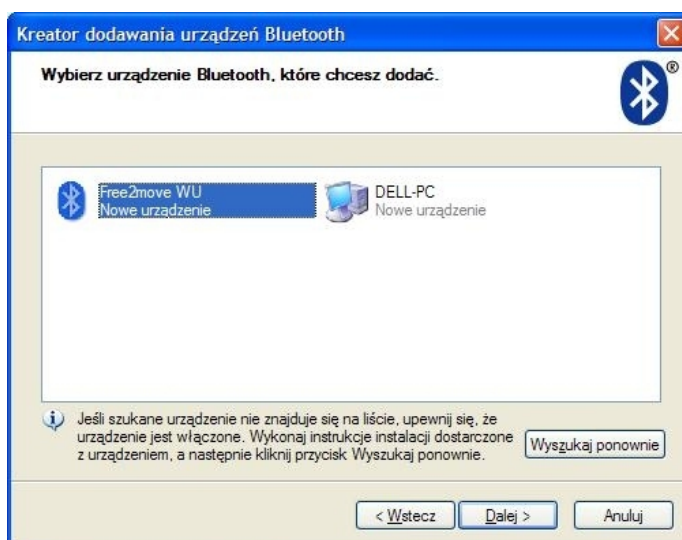 Kreator dodawania urządzeń Bluetooth
Wybierz urządzenie Bluetooth, które chcesz dodać.
®
Free2move WU
Nowe urządzenie
DELL-PC
Nowe urządzenie
Jeśli szukane urządzenie nie znajduje się na liście, upewnij się, że
urządzenie jest włączone. Wykonaj instrukcje instalacji dostarczone
z urządzeniem, a następnie kliknij przycisk Wyszukaj ponownie.
Wyszukaj ponownie
< Wstecz
Dalej >
Anuluj